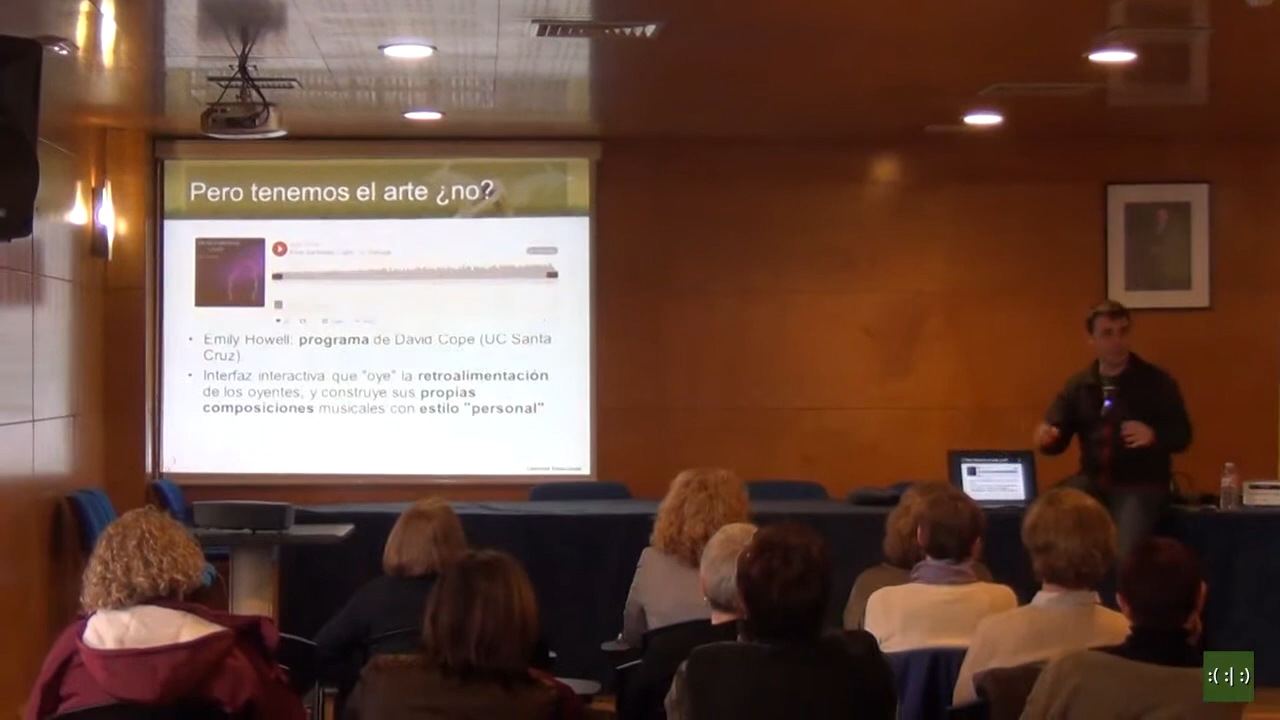 Pero tenemos el arte ¿no?
• Emily Howell: programa de David Cope (UC Santa
Cruz)
• Interfaz interactiva que "oye" la retroalimentación
de los oyentes, y construye sus propias
composiciones musicales con estilo "personal"
:( :| :)